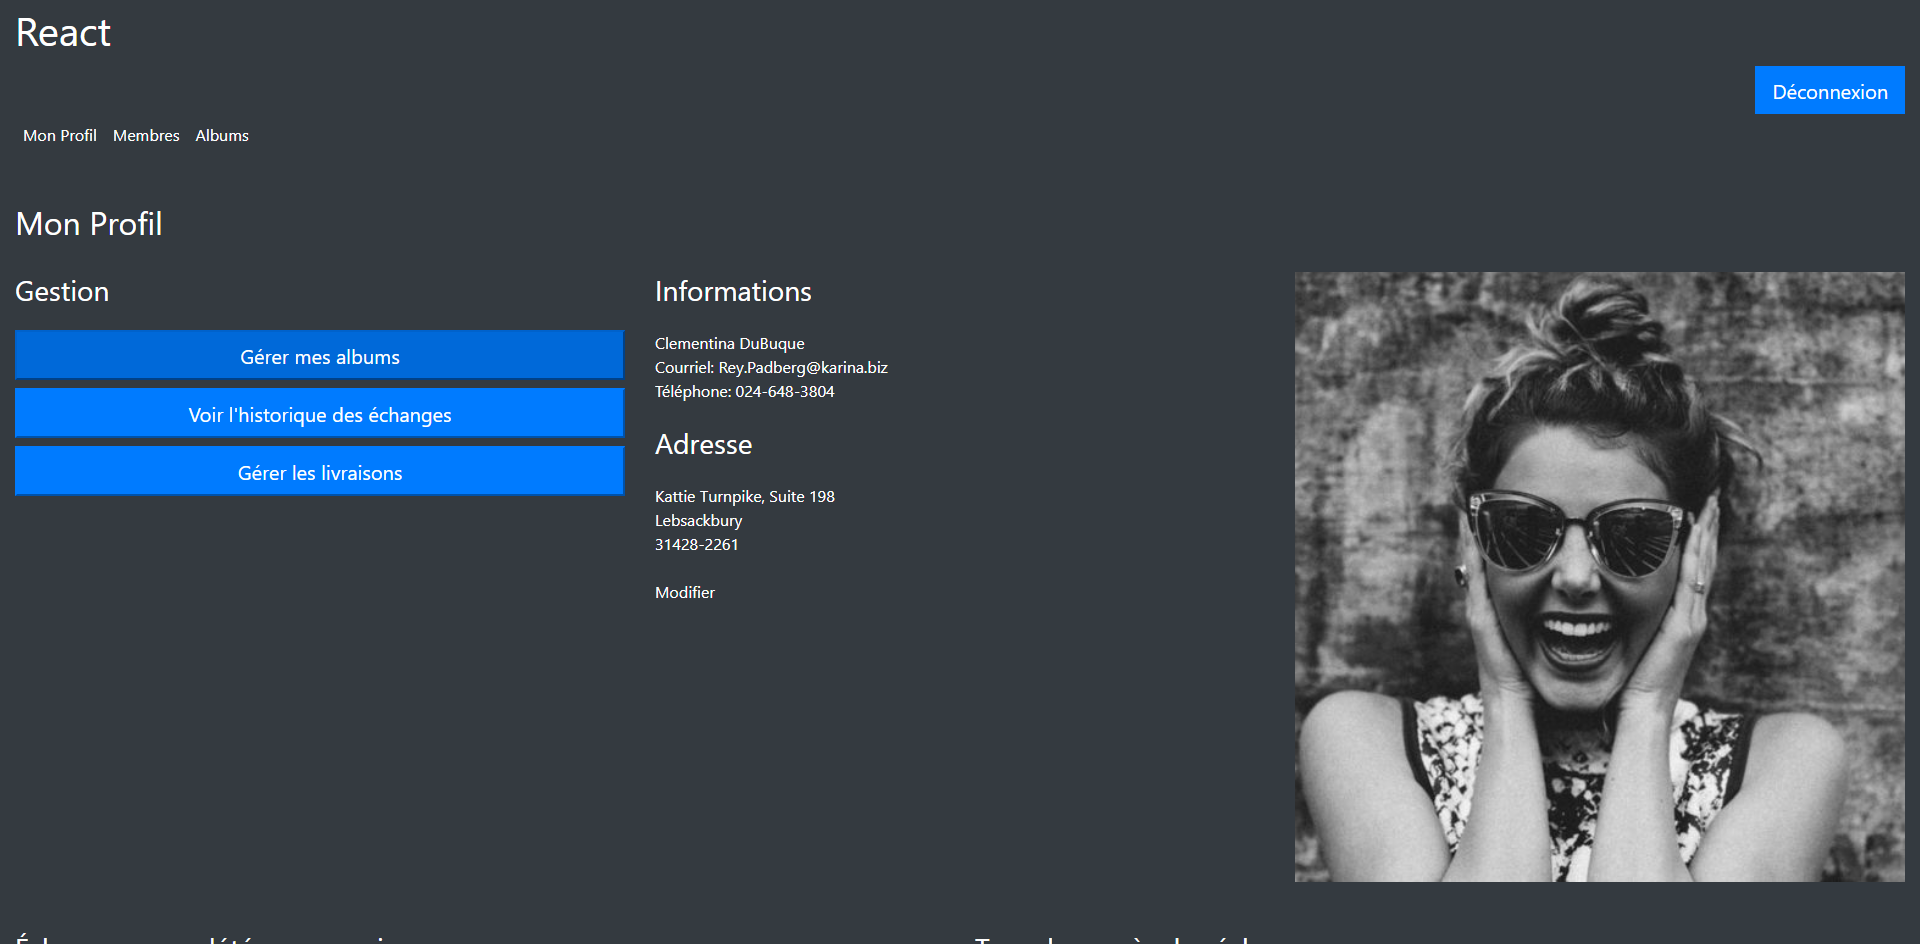 React
Déconnexion
Mon Profil Membres Albums
Mon Profil
Gestion
Gérer mes albums
Voir l'historique des échanges
Gérer les livraisons
Informations
Clementina DuBuque
Courriel: Rey.Padberg@karina.biz
Téléphone: 024-648-3804
Adresse
Kattie Turnpike, Suite 198
Lebsackbury
31428-2261
Modifier